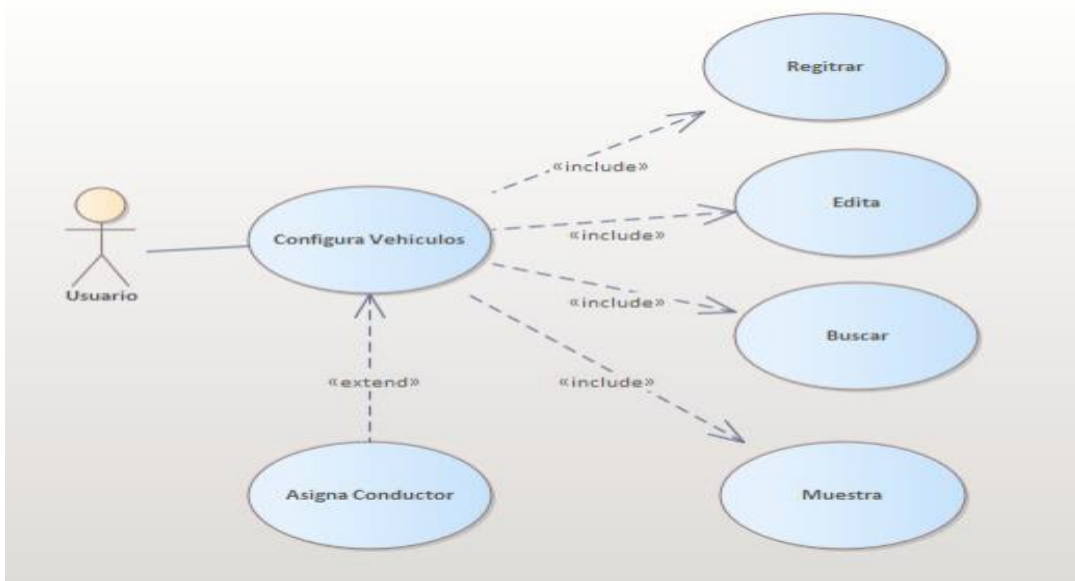 Regitrar
«include»
Edita
Configura Vehiculos
«include»
Usuario
«include»
Buscar
«extend»
«include»
Asigna Conductor
Muestra